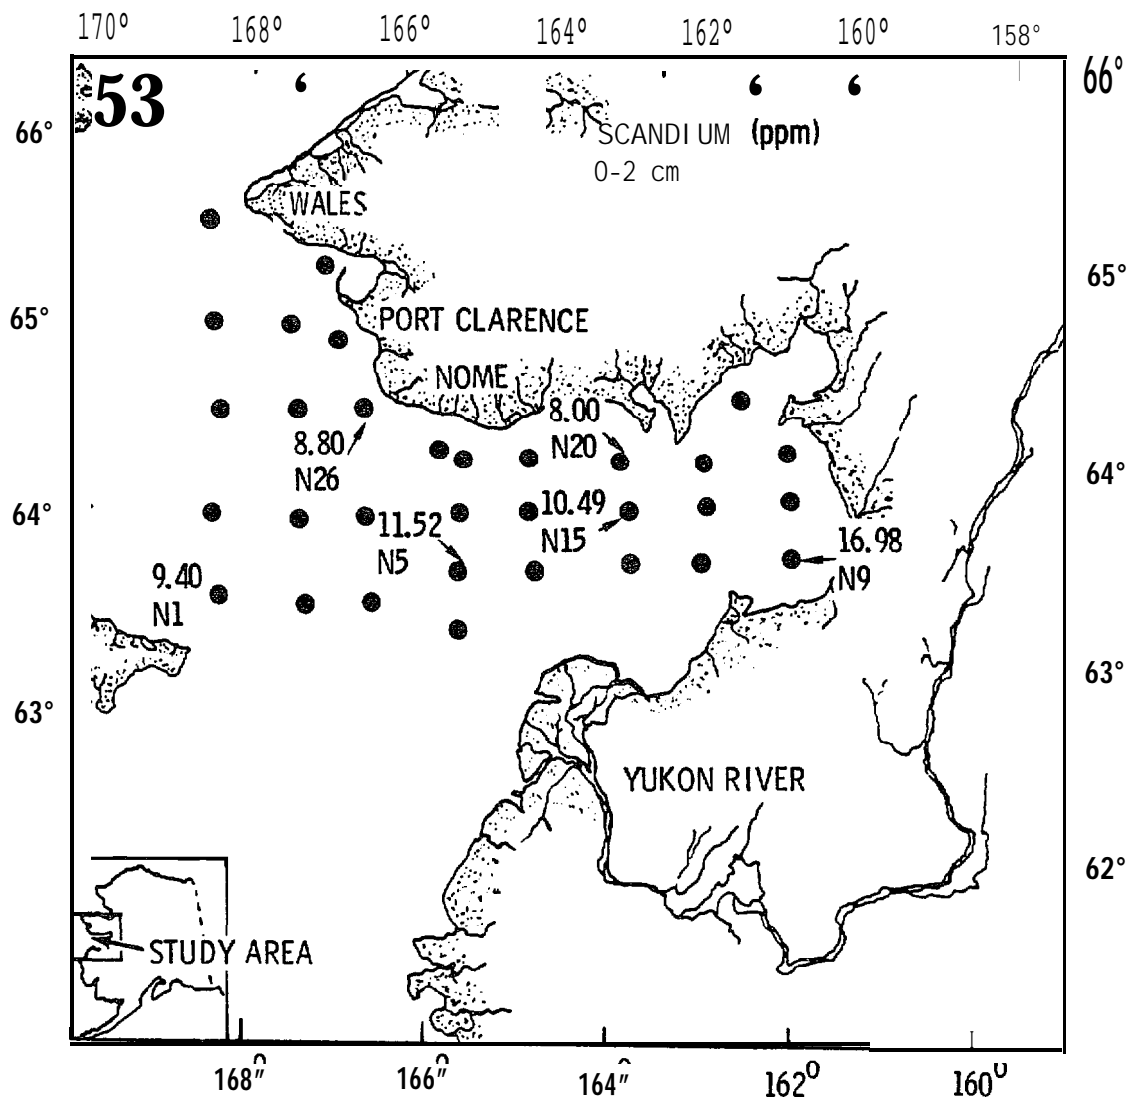 170° 168° 166° 164° 162° 160° 158°
66°
53
66°
SCANDIUM (ppm)
0-2 cm
WALES
65°
65°
PORT CLARENCE
NOME
8.00
N20
8.80
N26
64°
64°
10.49
N15
11.52
N5
16.98
N9
9.40
N1
63°
63°
YUKON RIVER
62°
STUDY AREA
168" 166" 164" 162° 160°